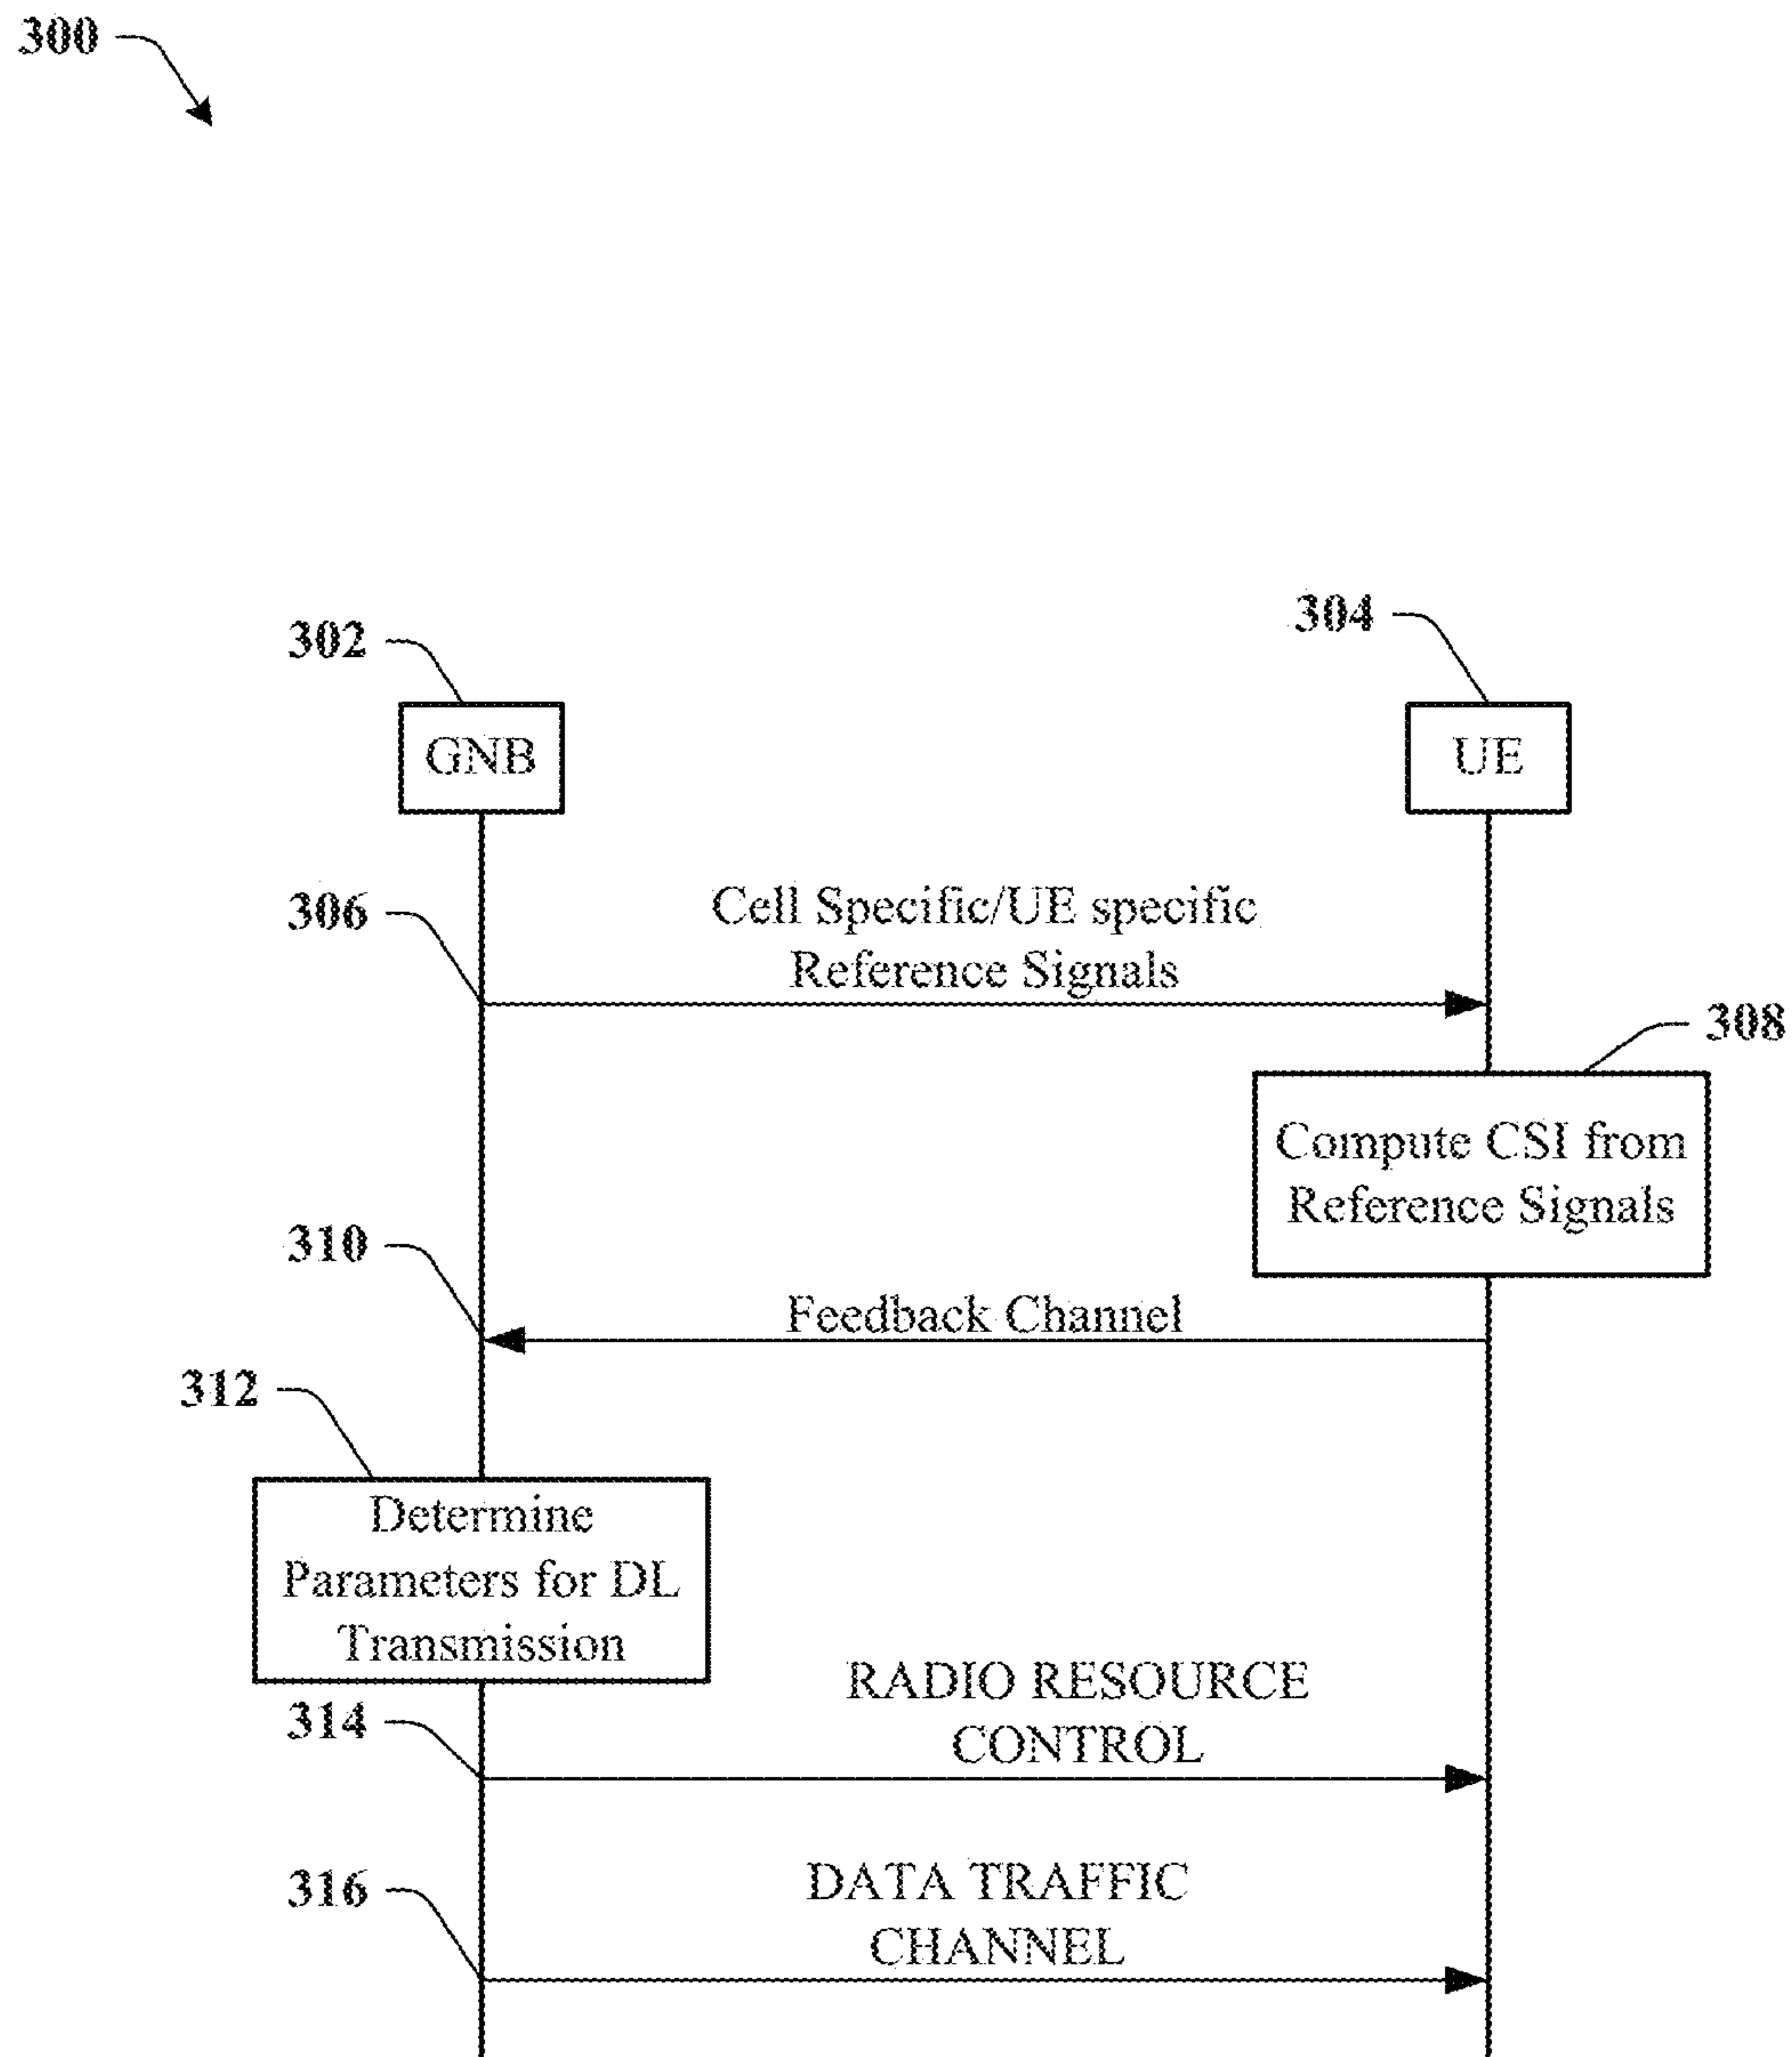 300
304
302
GNB
UE
306
Cell Specific/UE specific
Reference Signals
308
Compute CSI from
Reference Signals
310
Feedback Channel
312
Determine
Parameters for DL
Transmission
RADIO RESOURCE
CONTROL
314
DATA TRAFFIC
CHANNEL
316